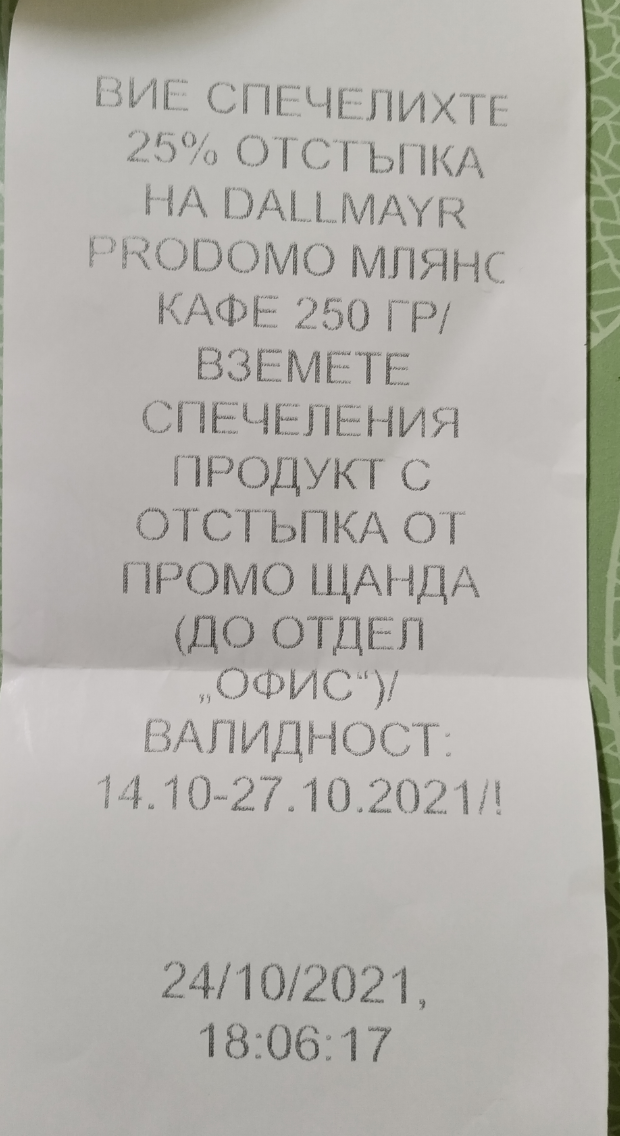 ВИЕ СПЕЧЕЛИХТЕ
25% ОТСТЪПКА
НА DALLMAYR
PRODOMO МЛЯНО
КАФЕ 250 ГР/
ВЗЕМЕТЕ
СПЕЧЕЛЕНИЯ
ПРОДУКТ С
ОТСТЪПКА ОТ
ПРОМО ЩАНДА
(ДО ОТДЕЛ
„ОФИС“)/
ВАЛИДНОСТ:
14.10-27.10.2021/!
24/10/2021,
18:06:17